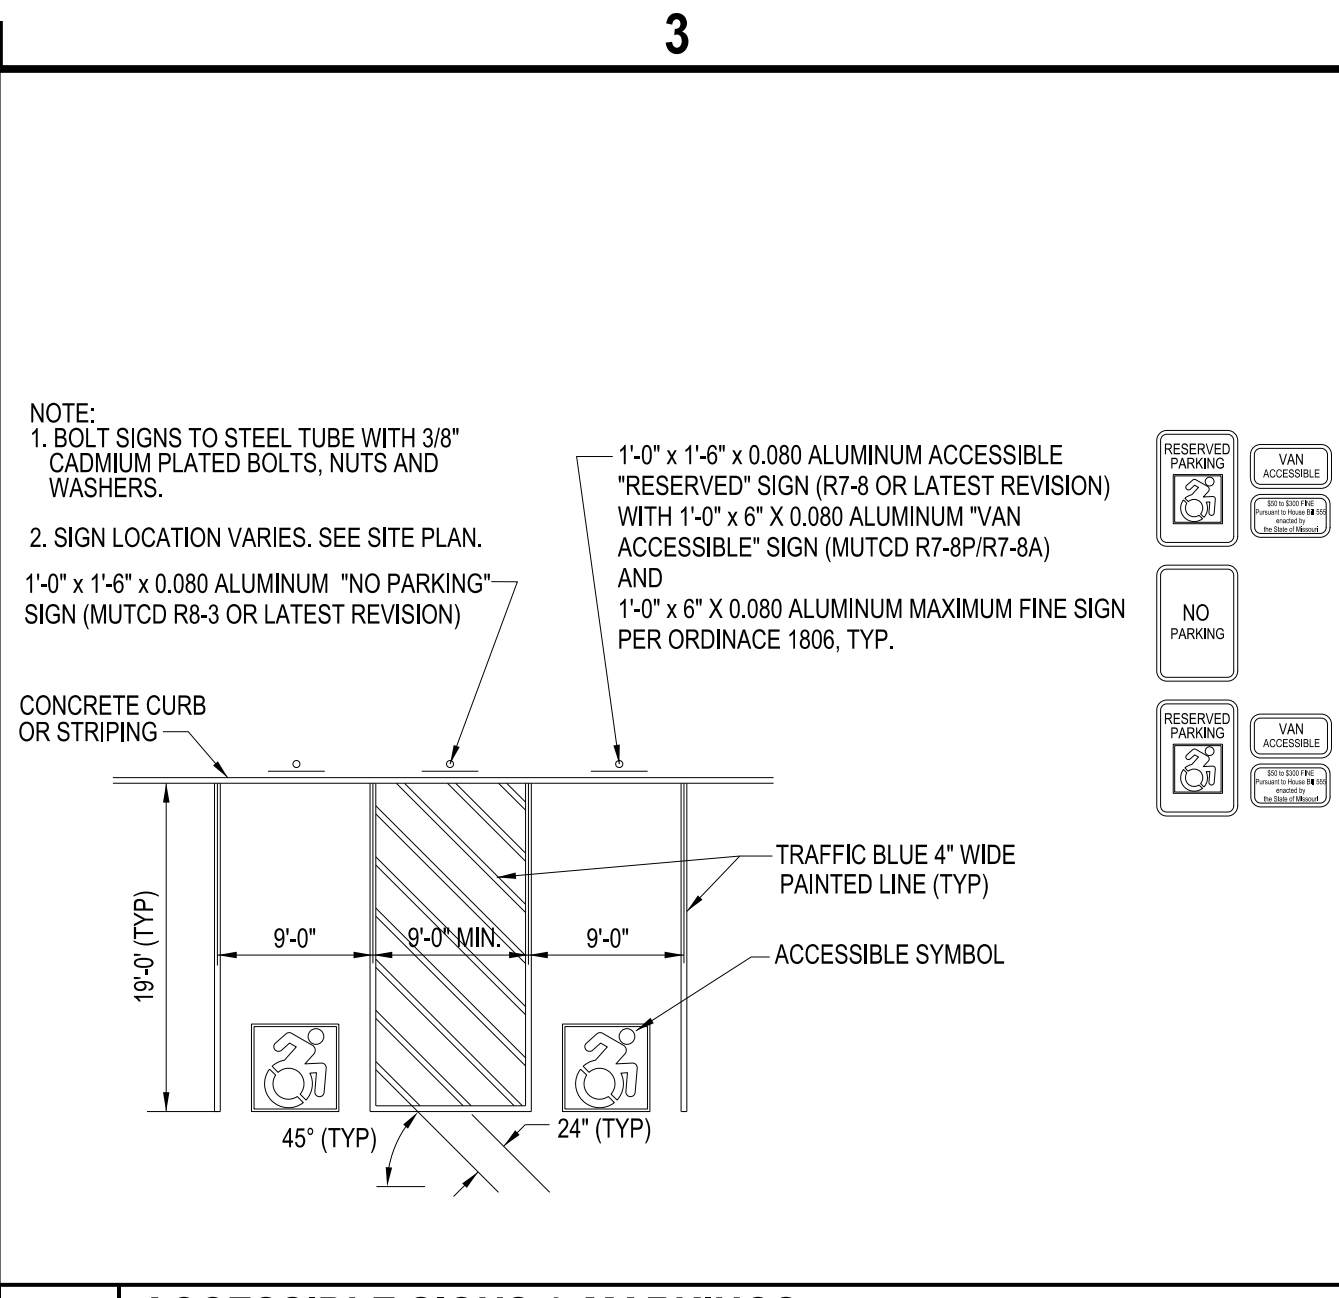 3
NOTE:
1. BOLT SIGNS TO STEEL TUBE WITH 3/8"
CADMIUM PLATED BOLTS, NUTS AND
WASHERS.
2. SIGN LOCATION VARIES. SEE SITE PLAN.
1'-0" x 1'-6" x 0.080 ALUMINUM "NO PARKING"
SIGN (MUTCD R8-3 OR LATEST REVISION)
1'-0" x 1'-6" x 0.080 ALUMINUM ACCESSIBLE
"RESERVED" SIGN (R7-8 OR LATEST REVISION)
WITH 1'-0" x 6" X 0.080 ALUMINUM "VAN
ACCESSIBLE" SIGN (MUTCD R7-8P/R7-8A)
AND
1'-0" x 6" X 0.080 ALUMINUM MAXIMUM FINE SIGN
PER ORDINACE 1806, TYP.
RESERVED
PARKING
VAN
ACCESSIBLE
$50 to $300 FINE
Pursuant to House Bill 555
enacted by
the State of Missouri
NO
PARKING
RESERVED
PARKING
VAN
ACCESSIBLE
$50 to $300 FINE
Pursuant to House Bill 555
enacted by
the State of Missouri
CONCRETE CURB
OR STRIPING
TRAFFIC BLUE 4" WIDE
PAINTED LINE (TYP)
19'-0' (TYP)
9'-0"
9'-0" MIN.
9'-0"
ACCESSIBLE SYMBOL
45° (TYP)
24" (TYP)
ACCESSIBLE SIGNS & MARKINGS